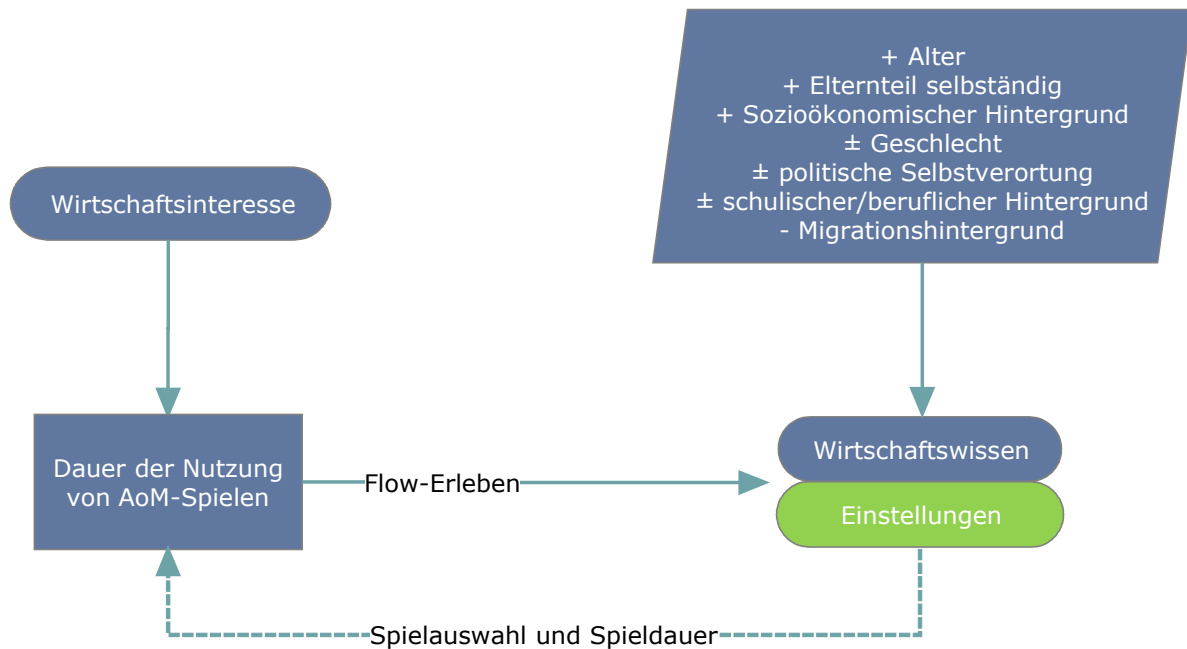 + Alter
+ Elternteil selbständig
+ Sozioökonomischer Hintergrund
± Geschlecht
± politische Selbstverortung
± schulischer/beruflicher Hintergrund
- Migrationshintergrund
Wirtschaftsinteresse
Dauer der Nutzung
von AoM-Spielen
Flow-Erleben
Wirtschaftswissen
Einstellungen
Spielauswahl und Spieldauer